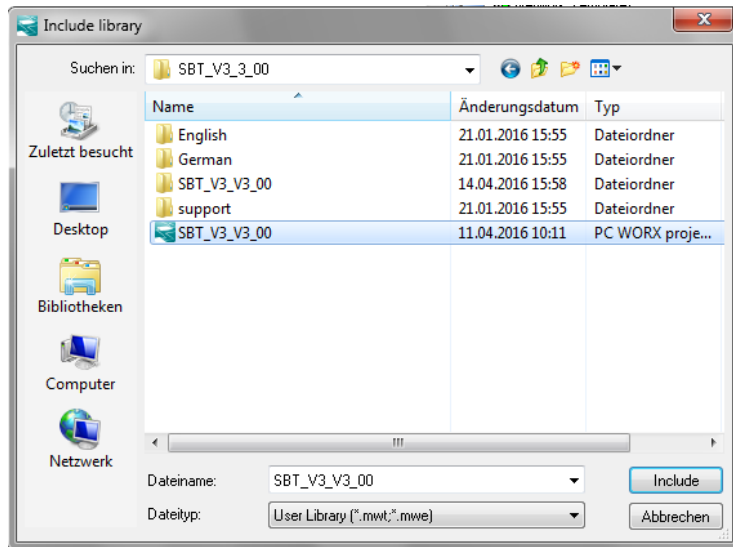 Include library
Suchen in: SBT_V3_3_00
Name Änderungsdatum Typ
English 21.01.2016 15:55 Dateiordner
German 21.01.2016 15:55 Dateiordner
SBT_V3_V3_00 14.04.2016 15:58 Dateiordner
support 21.01.2016 15:55 Dateiordner
SBT_V3_V3_00 11.04.2016 10:11 PC WORX proje...
Zuletzt besucht
Desktop
Bibliotheken
Computer
Netzwerk
Dateiname: SBT_V3_V3_00 Include
Dateityp: User Library (*.mwt;*.mwe) Abbrechen